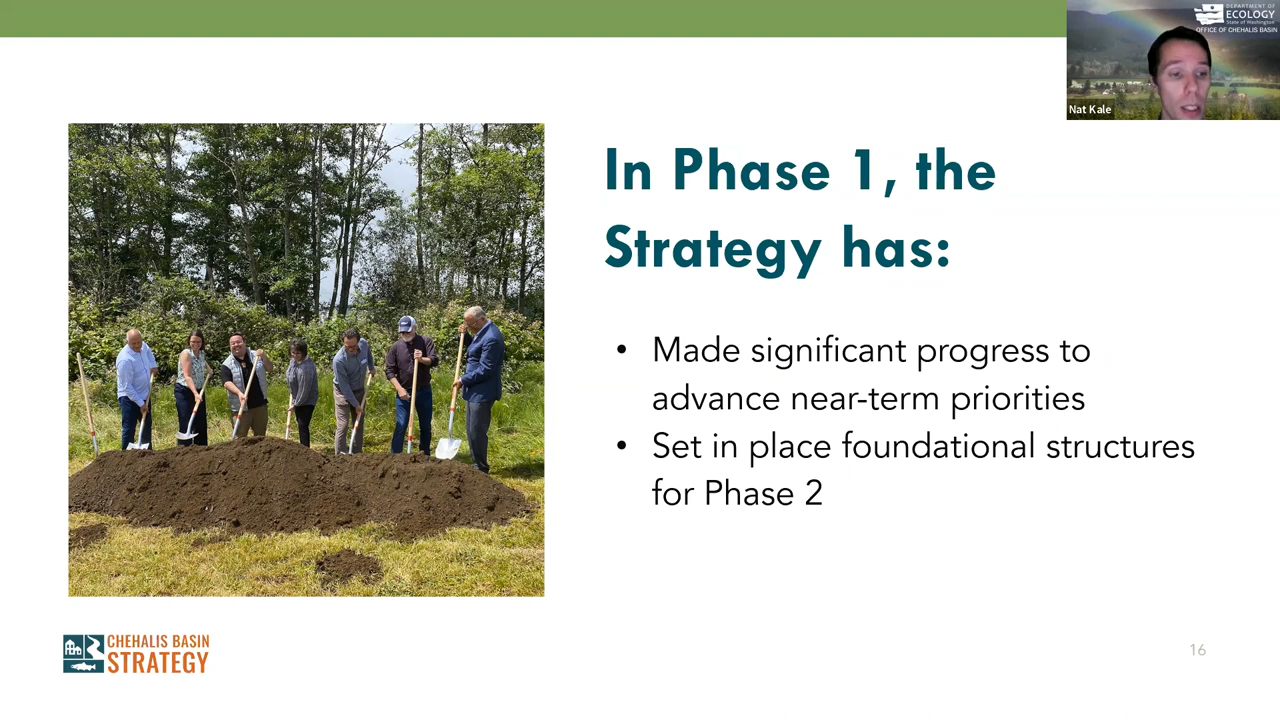 DEPARTMENT OF
ECOLOGY
State of Washington
OFFICE OF CHEHALIS BASIN
Nat Kale
In Phase 1, the
Strategy has:
• Made significant progress to
advance near-term priorities
• Set in place foundational structures
for Phase 2
CHEHALIS BASIN
STRATEGY
16